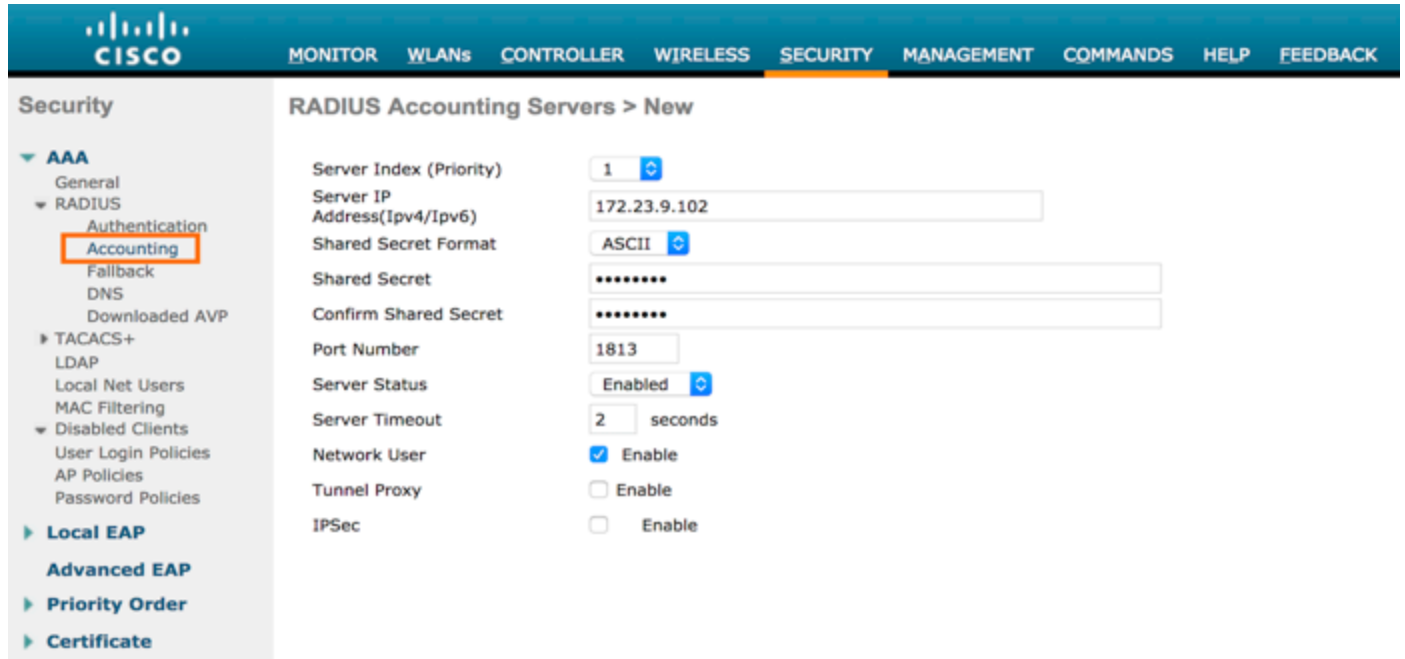 CISCO
MONITOR WLANs CONTROLLER WIRELESS SECURITY MANAGEMENT COMMANDS HELP FEEDBACK
Security
AAA
General
RADIUS
Authentication
Accounting
Fallback
DNS
Downloaded AVP
TACACS+
LDAP
Local Net Users
MAC Filtering
Disabled Clients
User Login Policies
AP Policies
Password Policies
Local EAP
Advanced EAP
Priority Order
Certificate
RADIUS Accounting Servers > New
Server Index (Priority) 1
Server IP
Address(Ipv4/Ipv6) 172.23.9.102
Shared Secret Format ASCII
Shared Secret ••••••••
Confirm Shared Secret ••••••••
Port Number 1813
Server Status Enabled
Server Timeout 2 seconds
Network User Enable
Tunnel Proxy Enable
IPSec Enable